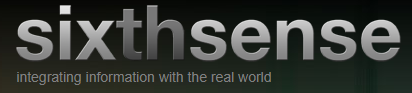 sixthsense
integrating information with the real world